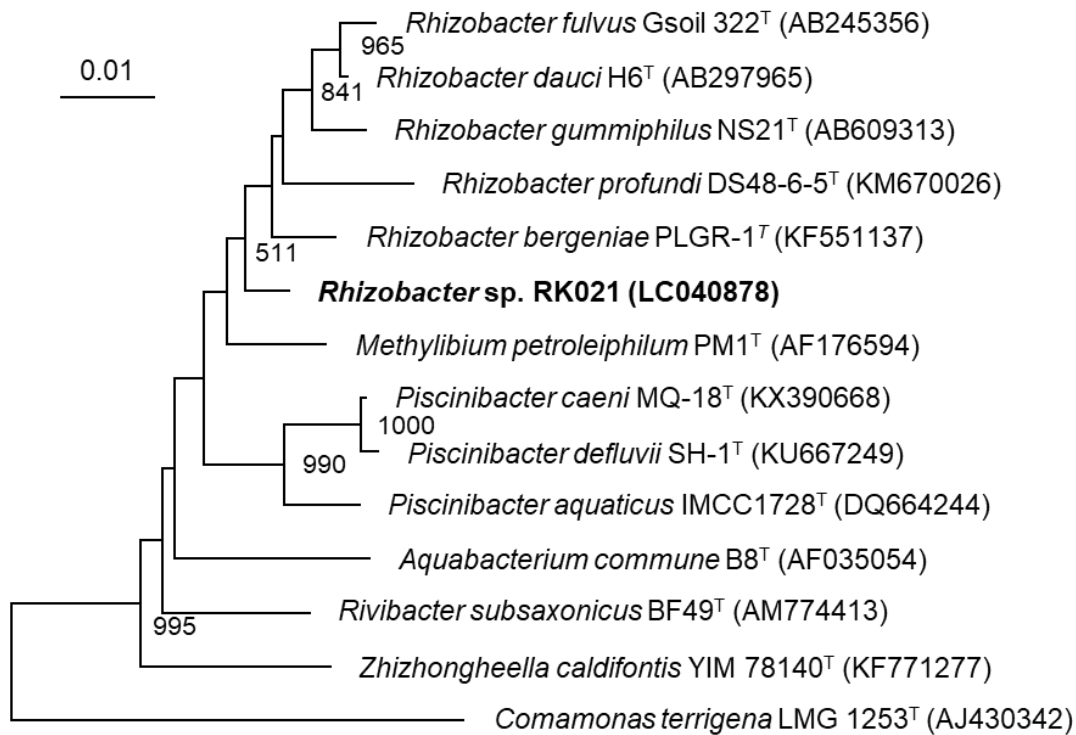 Rhizobacter fulvus Gsoil 322ᵀ (AB245356)
965
0.01
Rhizobacter dauci H6ᵀ (AB297965)
841
Rhizobacter gummiphilus NS21ᵀ (AB609313)
Rhizobacter profundi DS48-6-5ᵀ (KM670026)
Rhizobacter bergeniae PLGR-1ᵀ (KF551137)
511
Rhizobacter sp. RK021 (LC040878)
Methylibium petroleiphilum PM1ᵀ (AF176594)
Piscinibacter caeni MQ-18ᵀ (KX390668)
1000
Piscinibacter defluvii SH-1ᵀ (KU667249)
990
Piscinibacter aquaticus IMCC1728ᵀ (DQ664244)
Aquabacterium commune B8ᵀ (AF035054)
Rivibacter subsaxonicus BF49ᵀ (AM774413)
995
Zhizhongheella caldifontis YIM 78140ᵀ (KF771277)
Comamonas terrigena LMG 1253ᵀ (AJ430342)